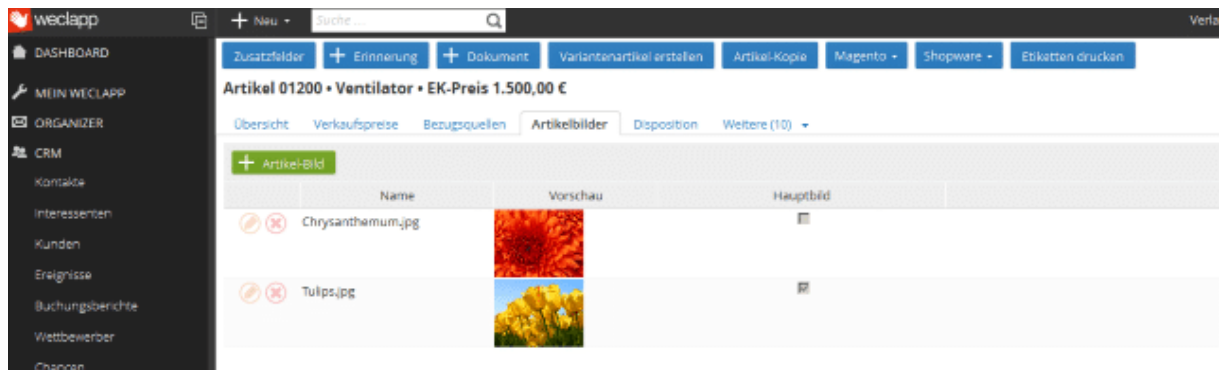 weclapp
Neu
Suche ...
Verla
DASHBOARD
MEIN WECLAPP
ORGANIZER
CRM
Kontakte
Interessenten
Kunden
Ereignisse
Buchungsberichte
Wettbewerber
Chancen
Zusatzfelder + Erinnerung + Dokument Variantenartikel erstellen Artikel-Kopie Magento Shopware Etiketten drucken
Artikel 01200 • Ventilator • EK-Preis 1.500,00 €
Übersicht Verkaufspreise Bezugsquellen Artikelbilder Disposition Weitere (10)
+ Artikel-Bild
Name Vorschau Hauptbild
Chrysanthemum.jpg
Tulips.jpg